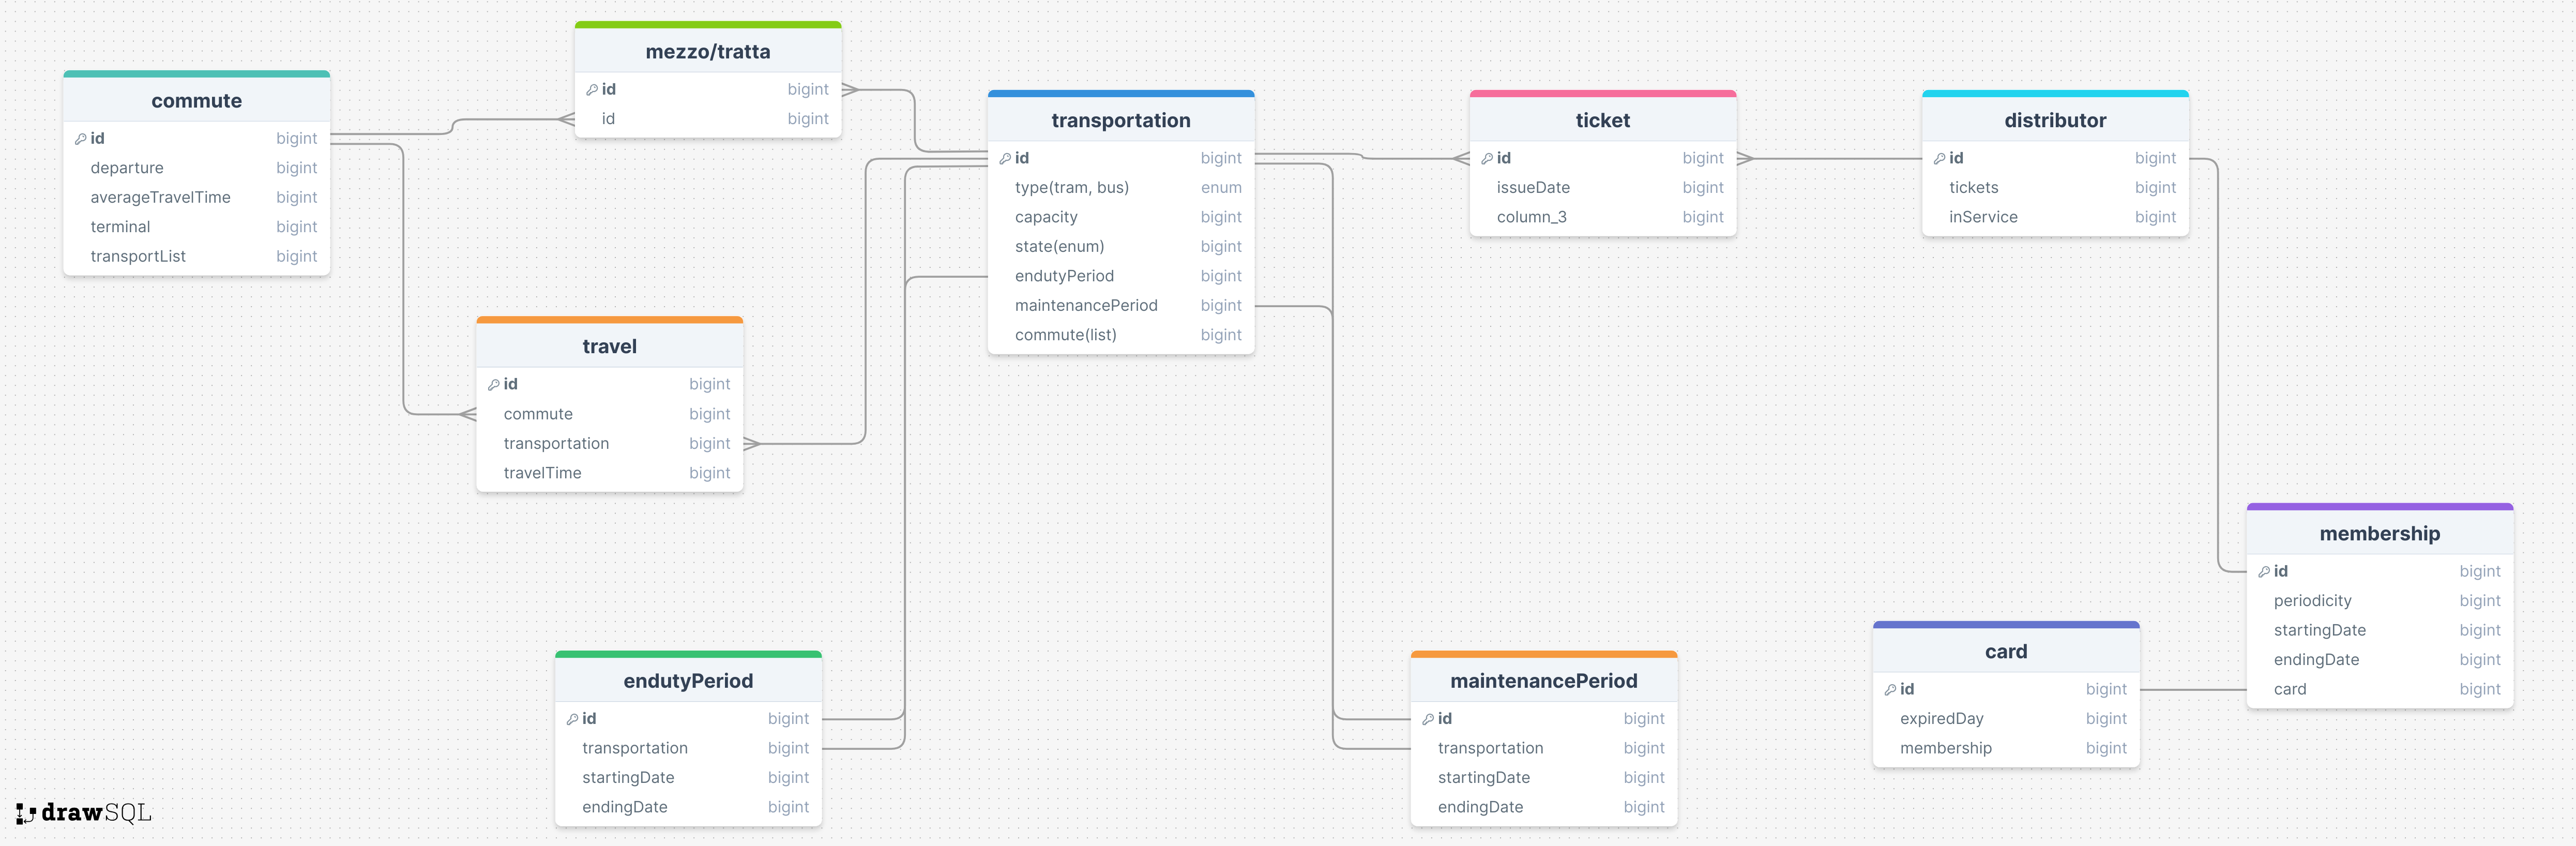 mezzo/tratta
id bigint
id bigint
commute
id bigint
departure bigint
averageTravelTime bigint
terminal bigint
transportList bigint
transportation
id bigint
type(tram, bus) enum
capacity bigint
state(enum) bigint
endutyPeriod bigint
maintenancePeriod bigint
commute(list) bigint
ticket
id bigint
issueDate bigint
column_3 bigint
distributor
id bigint
tickets bigint
inService bigint
travel
id bigint
commute bigint
transportation bigint
travelTime bigint
membership
id bigint
periodicity bigint
startingDate bigint
endingDate bigint
card bigint
card
id bigint
expiredDay bigint
membership bigint
endutyPeriod
id bigint
transportation bigint
startingDate bigint
endingDate bigint
maintenancePeriod
id bigint
transportation bigint
startingDate bigint
endingDate bigint
drawSQL